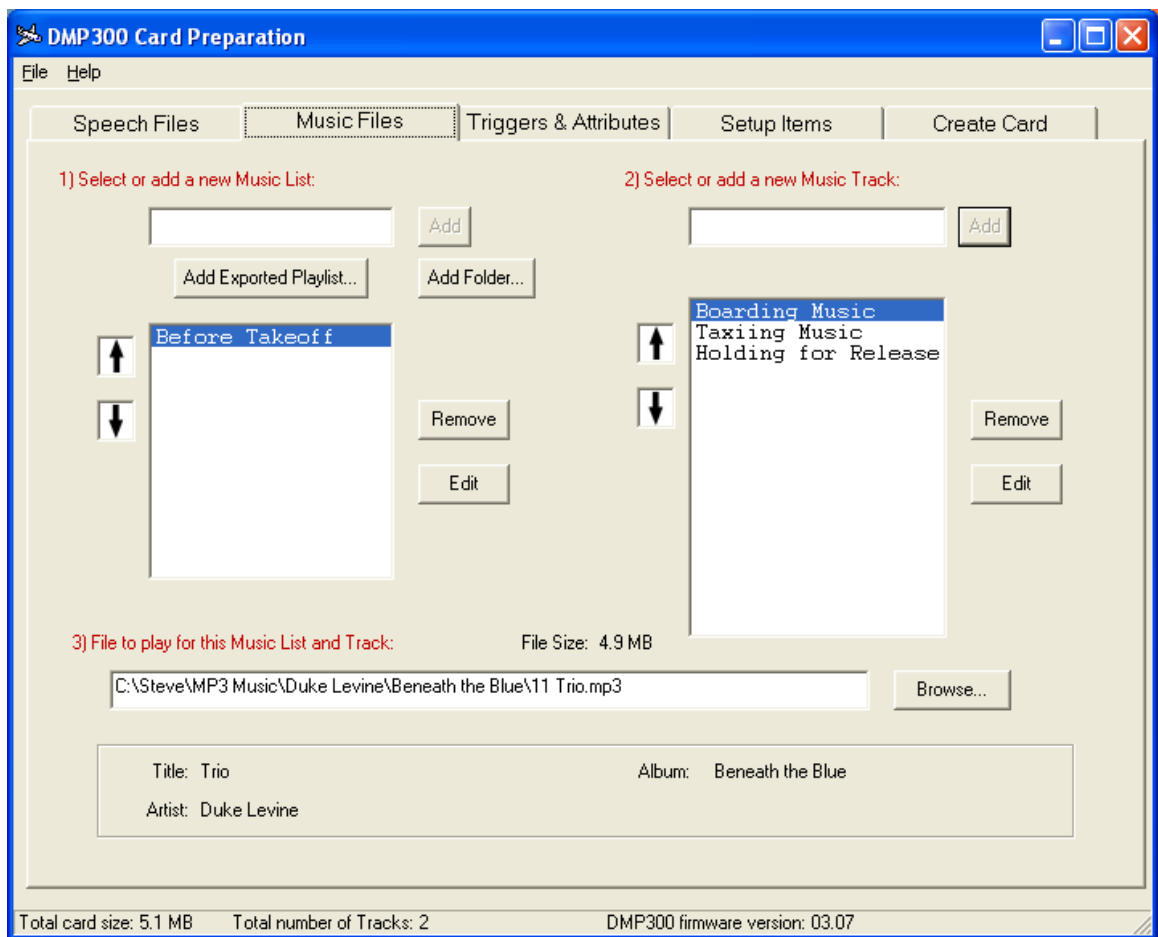 DMP300 Card Preparation
File Help
Speech Files Music Files Triggers & Attributes Setup Items Create Card
1) Select or add a new Music List: 2) Select or add a new Music Track:
Add Add
Add Exported Playlist... Add Folder...
Before Takeoff
Boarding Music
Taxiing Music
Holding for Release
Remove Remove
Edit Edit
3) File to play for this Music List and Track: File Size: 4.9 MB
C:\Steve\MP3 Music\Duke Levine\Beneath the Blue\11 Trio.mp3 Browse...
Title: Trio Album: Beneath the Blue
Artist: Duke Levine
Total card size: 5.1 MB Total number of Tracks: 2 DMP300 firmware version: 03.07